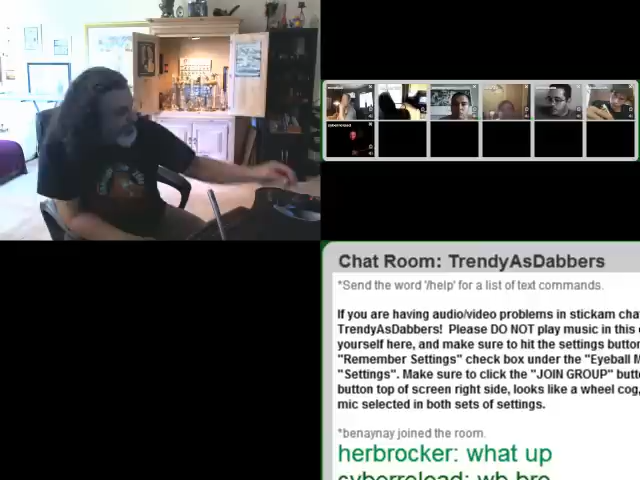 Chat Room: TrendyAsDabbers
*Send the word '/help' for a list of text commands.
If you are having audio/video problems in stickam cha
TrendyAsDabbers! Please DO NOT play music in this
yourself here, and make sure to hit the settings button
"Remember Settings" check box under the "Eyeball M
"Settings". Make sure to click the "JOIN GROUP" butt
button top of screen right side, looks like a wheel cog,
mic selected in both sets of settings.
*benaynay joined the room.
herbrocker: what up
cyberreload: wb bro